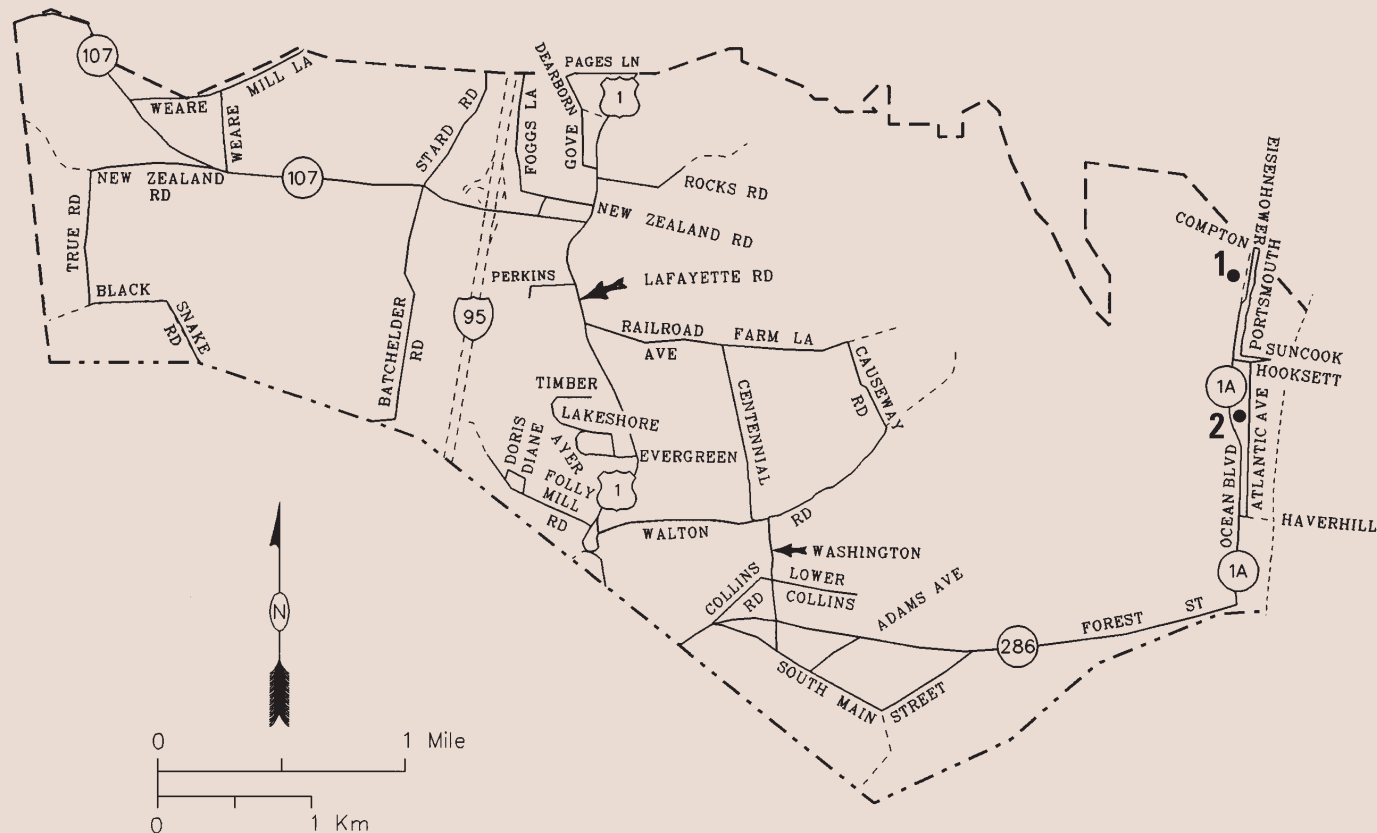 107
WEARE
MILL LA
WEARE
STARD RD
FOGGS LA
DEARBORN
GOVE
PAGES LN
1
NEW ZEALAND
RD
107
TRUE RD
ROCKS RD
NEW ZEALAND RD
BLACK
SNAKE
RD
BATCHELDER
RD
95
PERKINS
LAFAYETTE RD
RAILROAD
AVE
FARM LA
CAUSEWAY
RD
CENTENNIAL
TIMBER
LAKESHORE
EVERGREEN
DORIS
DIANE
AYER
FOLLY
MILL
RD
1
WALTON
RD
WASHINGTON
COLLINS
RD
LOWER
COLLINS
ADAMS AVE
SOUTH MAIN
STREET
286
FOREST ST
EISENHOWER
COMPTON
1
PORTSMOUTH
SUNCOOK
HOOKSETT
1A
2
ATLANTIC AVE
OCEAN BLVD
HAVERHILL
1A
N
0 1 Mile
0 1 Km